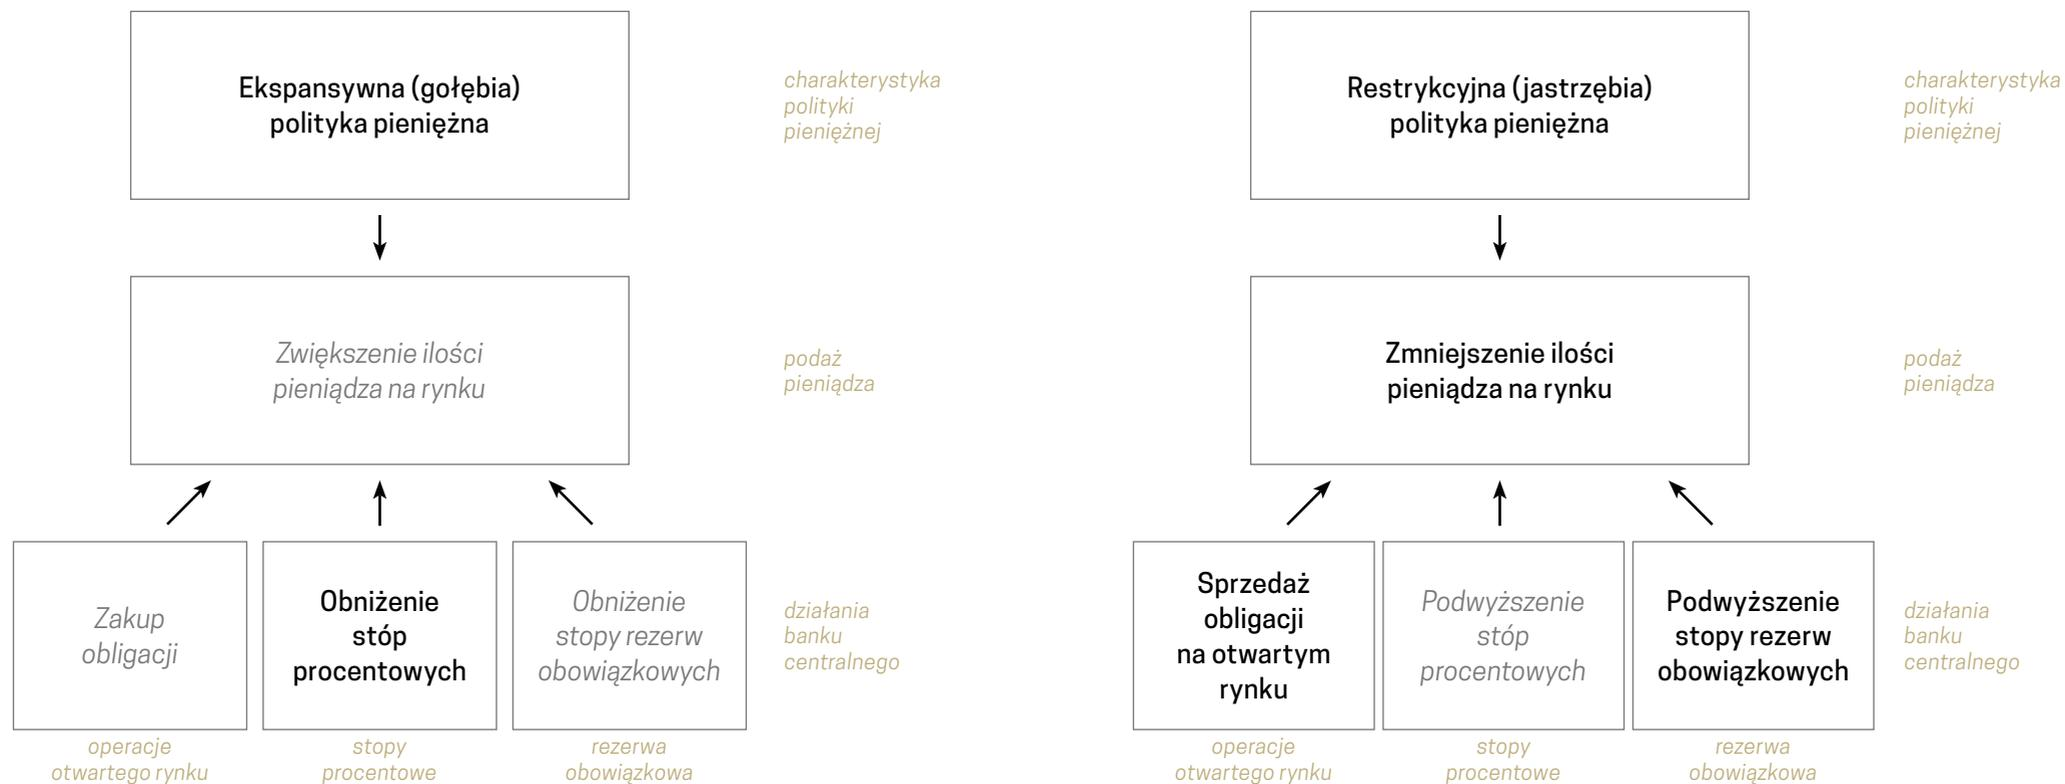 Ekspansywna (gołębia)
polityka pieniężna
charakterystyka
polityki
pieniężnej
Zwiększenie ilości
pieniądza na rynku
podaż
pieniądza
Zakup
obligacji
Obniżenie
stóp
procentowych
Obniżenie
stopy rezerw
obowiązkowych
działania
banku
centralnego
operacje
otwartego rynku
stopy
procentowe
rezerwa
obowiązkowa
Restrykcyjna (jastrzębia)
polityka pieniężna
charakterystyka
polityki
pieniężnej
Zmniejszenie ilości
pieniądza na rynku
podaż
pieniądza
Sprzedaż
obligacji
na otwartym
rynku
Podwyższenie
stóp
procentowych
Podwyższenie
stopy rezerw
obowiązkowych
działania
banku
centralnego
operacje
otwartego rynku
stopy
procentowe
rezerwa
obowiązkowa